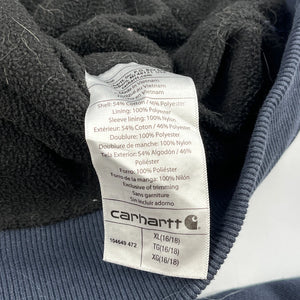 Made in Vietnam
Shell: 54% Cotton / 46% Polyester
Lining: 100% Polyester
Sleeve lining: 100% Nylon
Extérieur: 54% Coton / 46% Polyester
Doublure: 100% Polyester
Doublure de manche: 100% Nylon
Tela Exterior: 54% Algodón / 46%
Poliéster
Forro: 100% Poliéster
Forro de la manga: 100% Nilón
Exclusive of trimming
Sans garniture
Sin incluir adorno
carhartt
104649 472
XL(16/18)
TG(16/18)
XG(16/18)